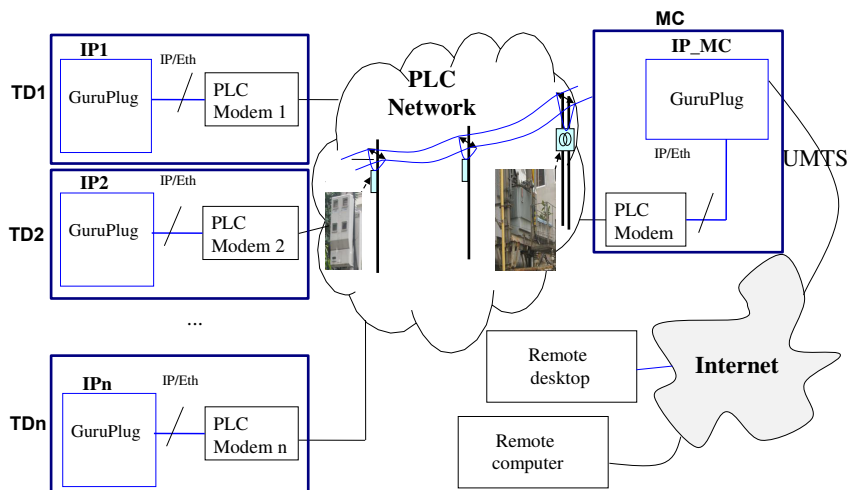 TD1
IP1
GuruPlug
IP/Eth
PLC
Modem 1
TD2
IP2
GuruPlug
IP/Eth
PLC
Modem 2
...
TDn
IPn
GuruPlug
IP/Eth
PLC
Modem n
PLC
Network
MC
IP_MC
GuruPlug
IP/Eth
PLC
Modem
UMTS
Internet
Remote
desktop
Remote
computer